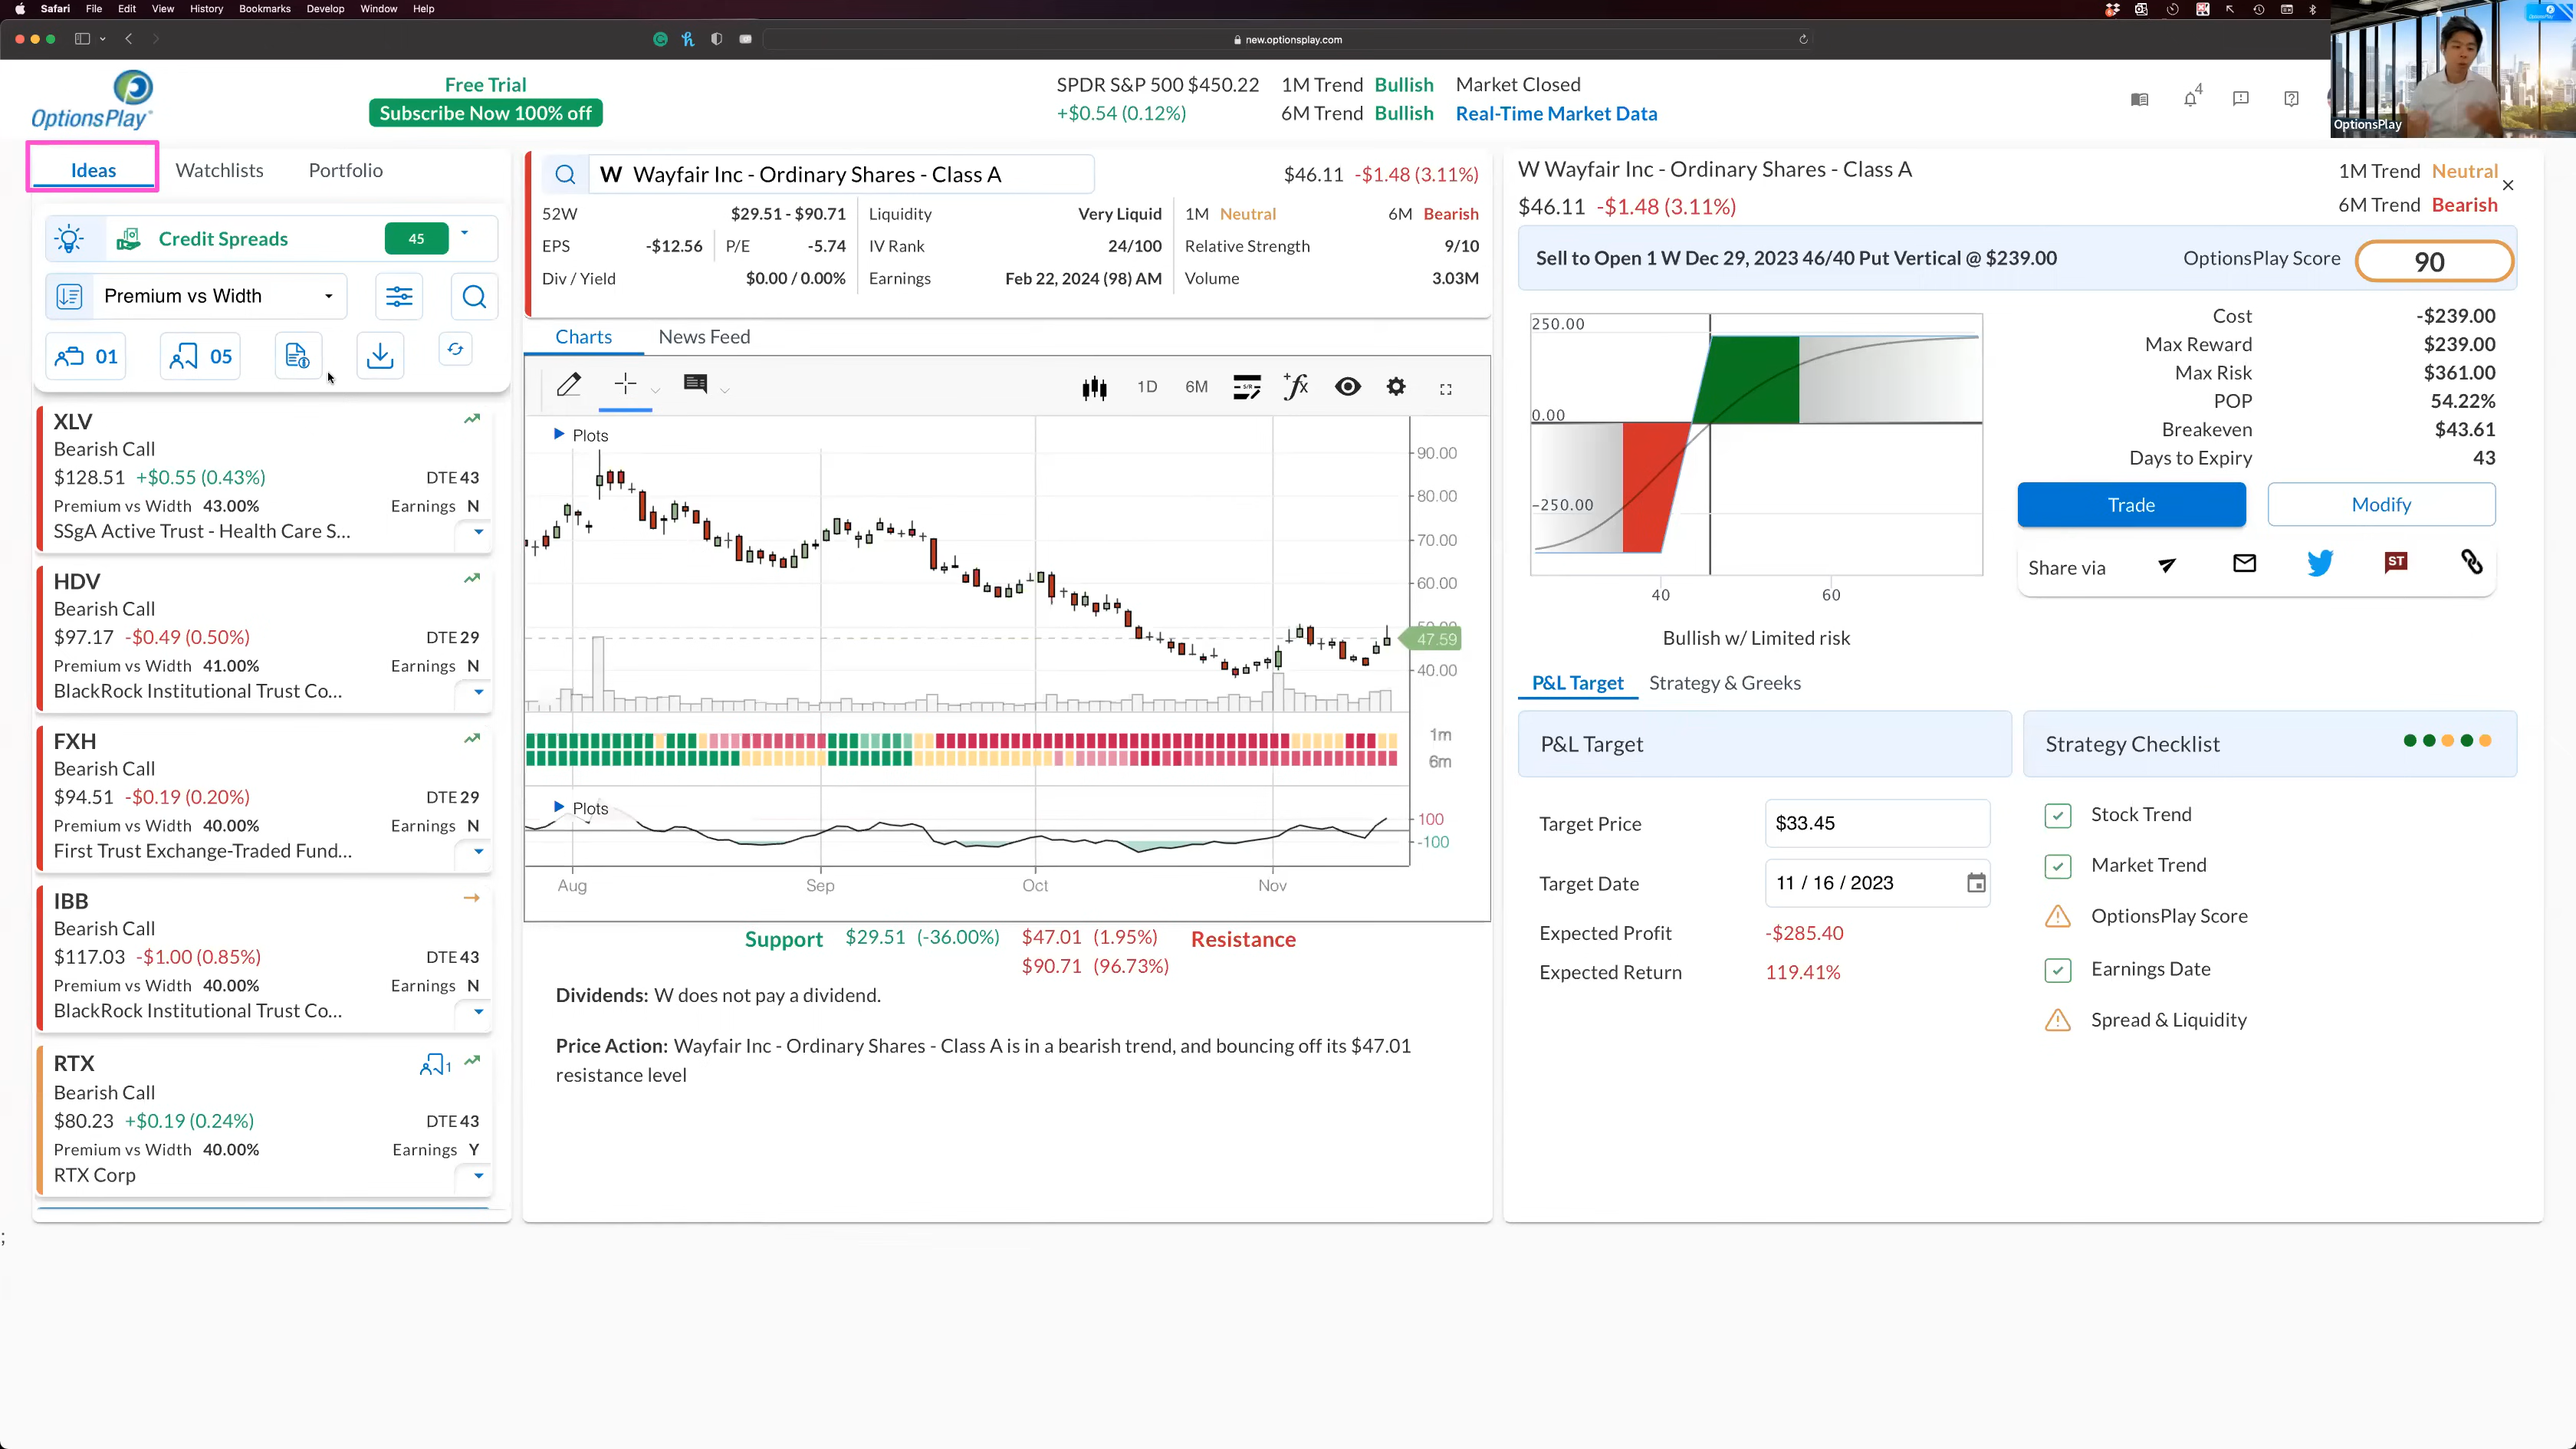 Safari File Edit View History Bookmarks Develop Window Help
new.optionsplay.com
OptionsPlay
Free Trial
Subscribe Now 100% off
SPDR S&P 500 $450.22 1M Trend Bullish Market Closed
+$0.54 (0.12%) 6M Trend Bullish Real-Time Market Data
4
OptionsPlay
Ideas Watchlists Portfolio
Credit Spreads 45
Premium vs Width
01 05
XLV
Bearish Call
$128.51 +$0.55 (0.43%) DTE 43
Premium vs Width 43.00% Earnings N
SSgA Active Trust - Health Care S...
HDV
Bearish Call
$97.17 -$0.49 (0.50%) DTE 29
Premium vs Width 41.00% Earnings N
BlackRock Institutional Trust Co...
FXH
Bearish Call
$94.51 -$0.19 (0.20%) DTE 29
Premium vs Width 40.00% Earnings N
First Trust Exchange-Traded Fund...
IBB
Bearish Call
$117.03 -$1.00 (0.85%) DTE 43
Premium vs Width 40.00% Earnings N
BlackRock Institutional Trust Co...
RTX 1
Bearish Call
$80.23 +$0.19 (0.24%) DTE 43
Premium vs Width 40.00% Earnings Y
RTX Corp
;
W Wayfair Inc - Ordinary Shares - Class A $46.11 -$1.48 (3.11%)
52W $29.51 - $90.71 Liquidity Very Liquid 1M Neutral 6M Bearish
EPS -$12.56 P/E -5.74 IV Rank 24/100 Relative Strength 9/10
Div / Yield $0.00 / 0.00% Earnings Feb 22, 2024 (98) AM Volume 3.03M
Charts News Feed
1D 6M S/R fx
Plots
90.00
80.00
70.00
60.00
50.00
47.59
40.00
1m
6m
Plots
100
-100
Aug Sep Oct Nov
Support $29.51 (-36.00%) $47.01 (1.95%) Resistance
$90.71 (96.73%)
Dividends: W does not pay a dividend.
Price Action: Wayfair Inc - Ordinary Shares - Class A is in a bearish trend, and bouncing off its $47.01
resistance level
W Wayfair Inc - Ordinary Shares - Class A 1M Trend Neutral
$46.11 -$1.48 (3.11%) 6M Trend Bearish
Sell to Open 1 W Dec 29, 2023 46/40 Put Vertical @ $239.00 OptionsPlay Score 90
250.00
0.00
-250.00
40 60
Bullish w/ Limited risk
Cost -$239.00
Max Reward $239.00
Max Risk $361.00
POP 54.22%
Breakeven $43.61
Days to Expiry 43
Trade Modify
Share via ST
P&L Target Strategy & Greeks
P&L Target
Target Price $33.45
Target Date 11 / 16 / 2023
Expected Profit -$285.40
Expected Return 119.41%
Strategy Checklist
Stock Trend
Market Trend
OptionsPlay Score
Earnings Date
Spread & Liquidity